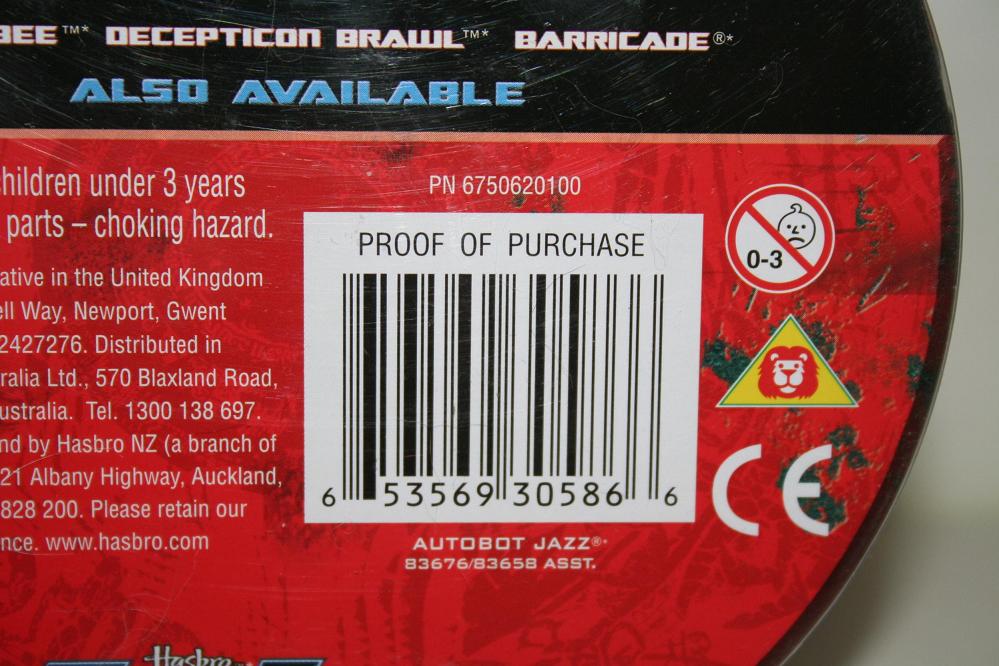 BEE™* DECEPTICON BRAWL™* BARRICADE®*
ALSO AVAILABLE
children under 3 years
parts – choking hazard.
ative in the United Kingdom
ell Way, Newport, Gwent
2427276. Distributed in
ralia Ltd., 570 Blaxland Road,
ustralia. Tel. 1300 138 697.
nd by Hasbro NZ (a branch of
21 Albany Highway, Auckland,
828 200. Please retain our
nce. www.hasbro.com
PN 6750620100
PROOF OF PURCHASE
6 53569 30586 6
AUTOBOT JAZZ®*
83676/83658 ASST.
0-3
CE
Hasbro